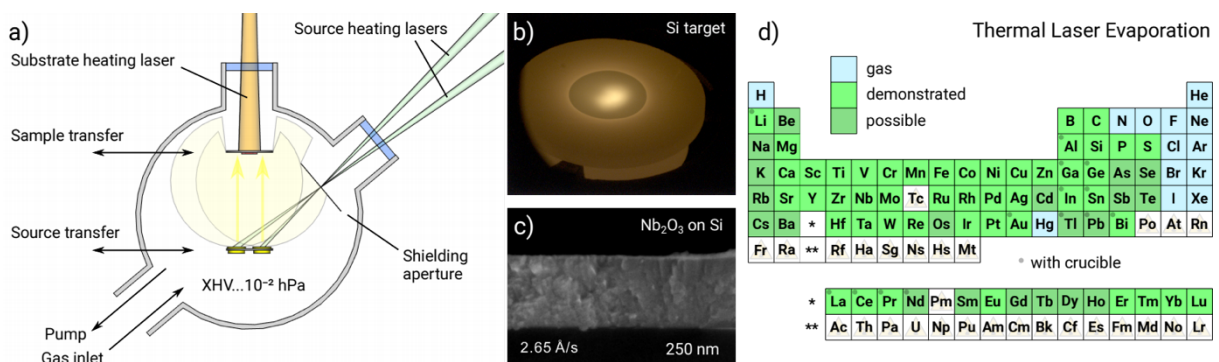 a)
Source heating lasers
Substrate heating laser
Sample transfer
Source transfer
Shielding
aperture
XHV...10⁻² hPa
Pump
Gas inlet
b)
Si target
c)
Nb₂O₃ on Si
2.65 Å/s
250 nm
d)
Thermal Laser Evaporation
gas
demonstrated
possible
H He
Li Be B C N O F Ne
Na Mg Al Si P S Cl Ar
K Ca Sc Ti V Cr Mn Fe Co Ni Cu Zn Ga Ge As Se Br Kr
Rb Sr Y Zr Nb Mo Tc Ru Rh Pd Ag Cd In Sn Sb Te I Xe
Cs Ba * Hf Ta W Re Os Ir Pt Au Hg Tl Pb Bi Po At Rn
Fr Ra ** Rf Ha Sg Ns Hs Mt
with crucible
* La Ce Pr Nd Pm Sm Eu Gd Tb Dy Ho Er Tm Yb Lu
** Ac Th Pa U Np Pu Am Cm Bk Cf Es Fm Md No Lr